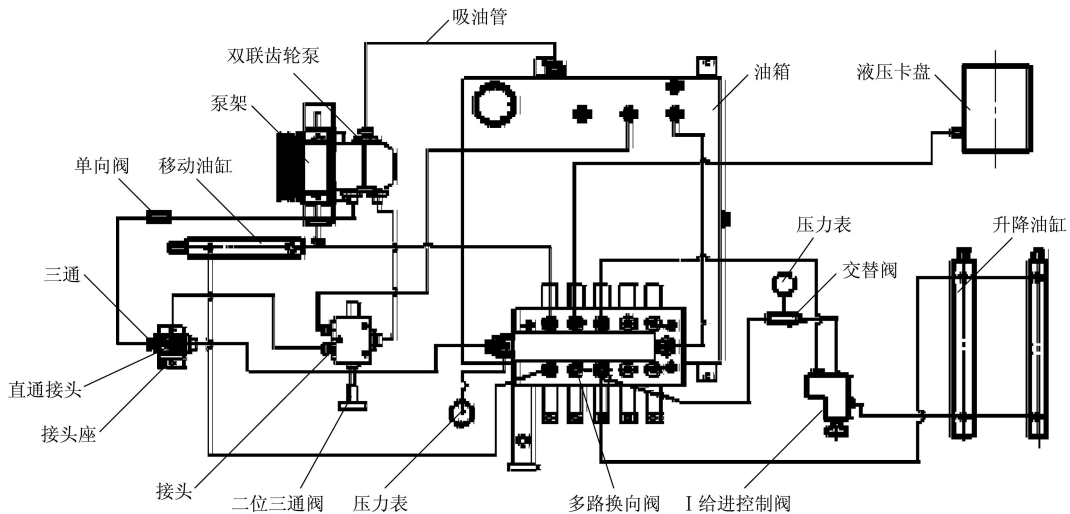 吸油管
双联齿轮泵
油箱
液压卡盘
泵架
单向阀
移动油缸
压力表
升降油缸
交替阀
三通
直通接头
接头座
接头
二位三通阀
压力表
多路换向阀
Ⅰ给进控制阀